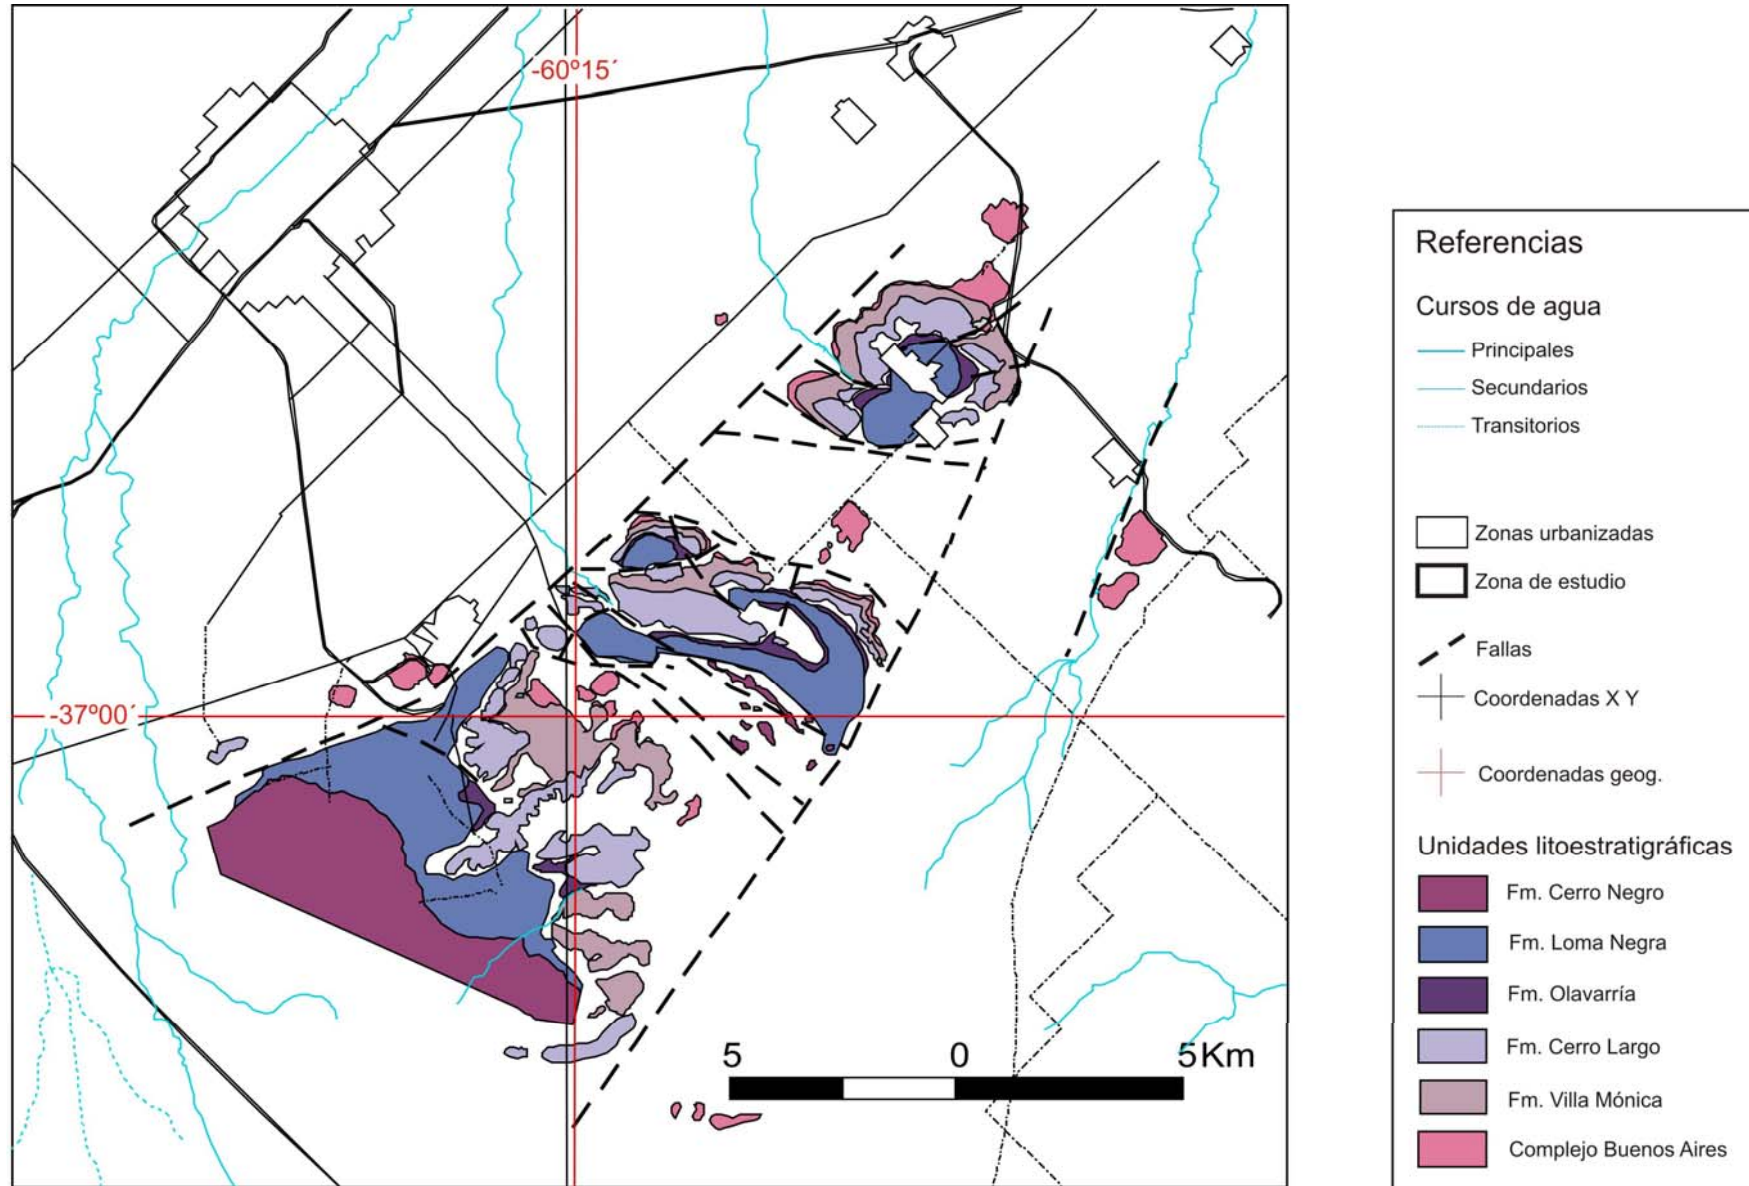 -60º15´
-37º00´
5 0 5Km
Referencias
Cursos de agua
Principales
Secundarios
Transitorios
Zonas urbanizadas
Zona de estudio
Fallas
Coordenadas X Y
Coordenadas geog.
Unidades litoestratigráficas
Fm. Cerro Negro
Fm. Loma Negra
Fm. Olavarría
Fm. Cerro Largo
Fm. Villa Mónica
Complejo Buenos Aires